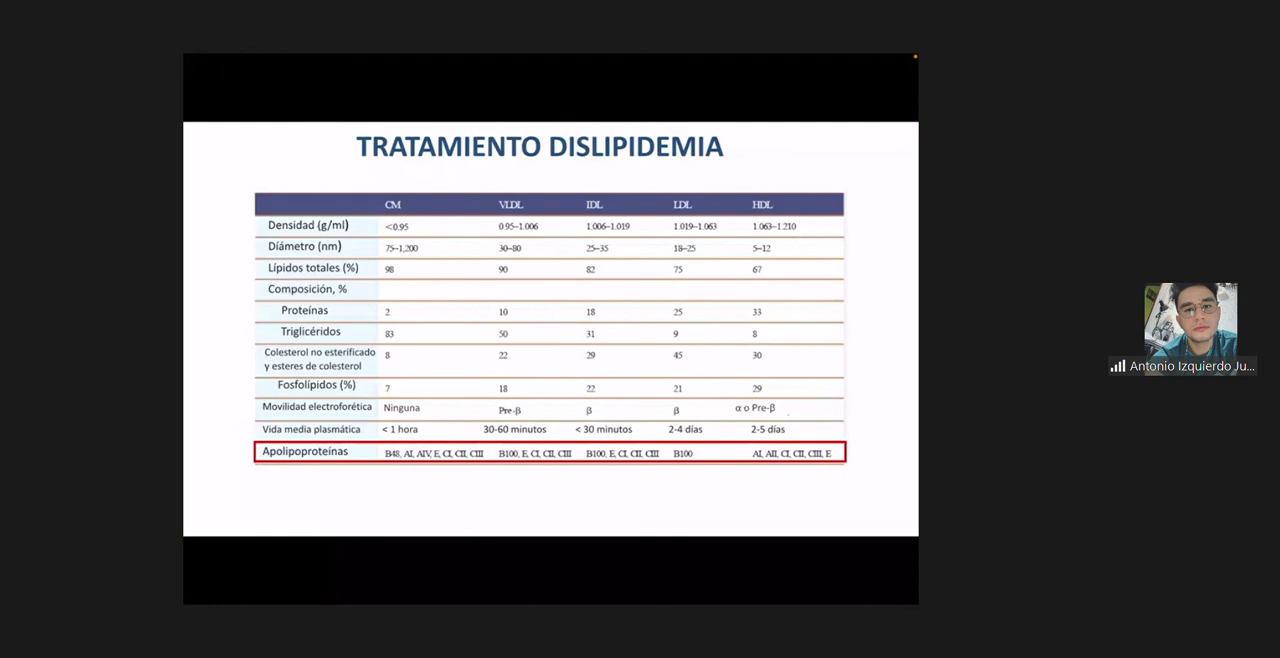 TRATAMIENTO DISLIPIDEMIA
CM VLDL IDL LDL HDL
Densidad (g/ml) <0.95 0.95–1.006 1.006–1.019 1.019–1.063 1.063–1.210
Díámetro (nm) 75–1,200 30–80 25–35 18–25 5–12
Lípidos totales (%) 98 90 82 75 67
Composición, %
Proteínas 2 10 18 25 33
Triglicéridos 83 50 31 9 8
Colesterol no esterificado
y esteres de colesterol 8 22 29 45 30
Fosfolípidos (%) 7 18 22 21 29
Movilidad electroforética Ninguna Pre-β β β α o Pre-β
Vida media plasmática < 1 hora 30-60 minutos < 30 minutos 2-4 días 2-5 días
Apolipoproteínas B48, AI, AIV, E, CI, CII, CIII B100, E, CI, CII, CIII B100, E, CI, CII, CIII B100 AI, AII, CI, CII, CIII, E
Antonio Izquierdo Ju...